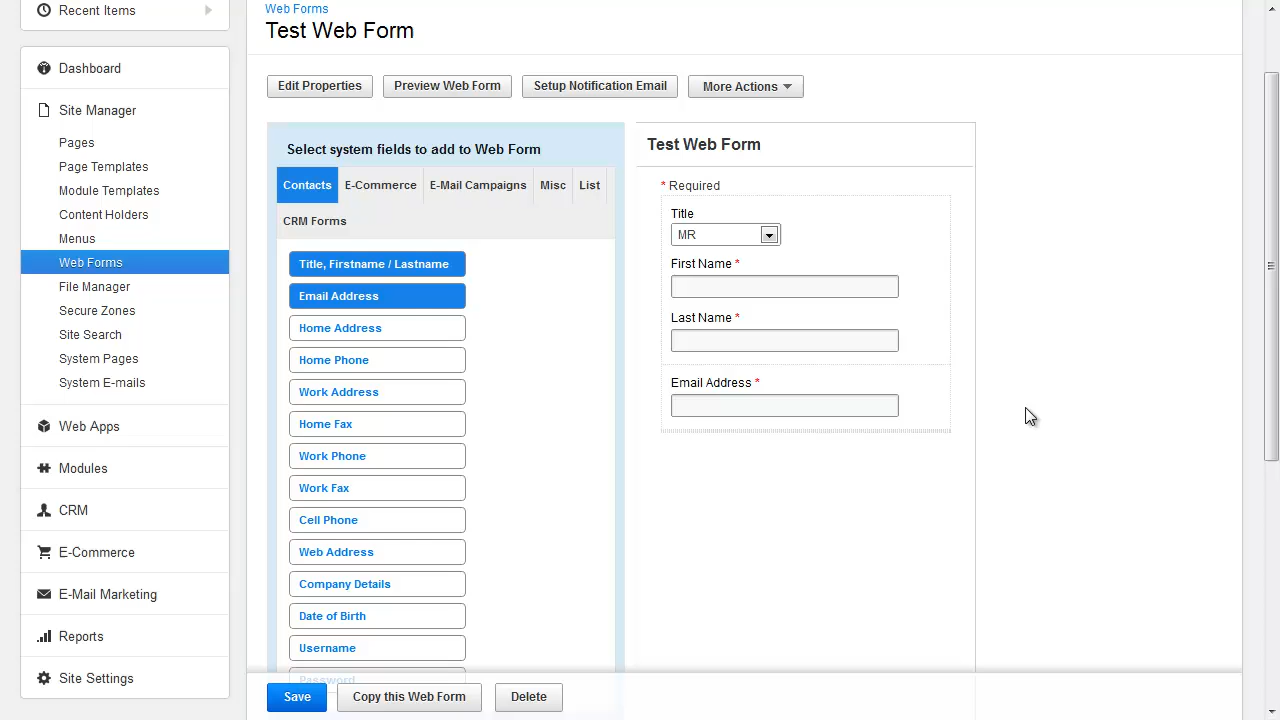 Recent Items
Dashboard
Site Manager
Pages
Page Templates
Module Templates
Content Holders
Menus
Web Forms
File Manager
Secure Zones
Site Search
System Pages
System E-mails
Web Apps
Modules
CRM
E-Commerce
E-Mail Marketing
Reports
Site Settings
Web Forms
Test Web Form
Edit Properties Preview Web Form Setup Notification Email More Actions
Select system fields to add to Web Form
Contacts E-Commerce E-Mail Campaigns Misc List
CRM Forms
Title, Firstname / Lastname
Email Address
Home Address
Home Phone
Work Address
Home Fax
Work Phone
Work Fax
Cell Phone
Web Address
Company Details
Date of Birth
Username
Password
Test Web Form
* Required
Title
MR
First Name *
Last Name *
Email Address *
Save Copy this Web Form Delete